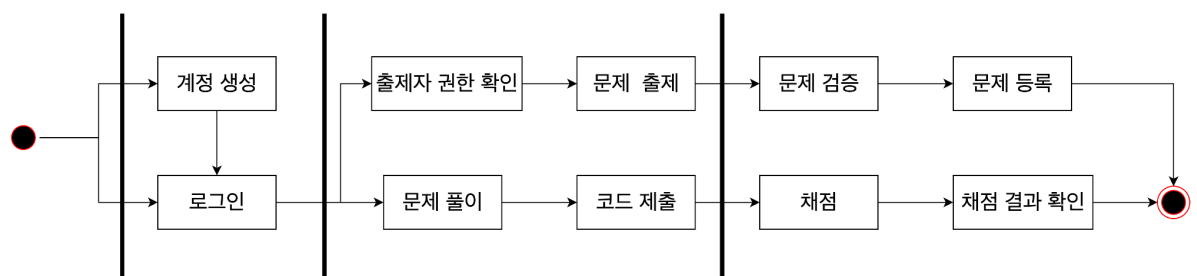 계정 생성
출제자 권한 확인
문제 출제
문제 검증
문제 등록
로그인
문제 풀이
코드 제출
채점
채점 결과 확인